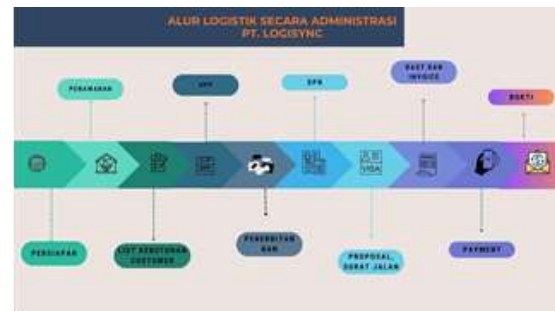 ALUR LOGISTIK SECARA ADMINISTRASI
PT. LOGISYNC
PENAWARAN
SPK
BAST DAN
INVOICE
BUKTI
VISA
PERSIAPAN
LIST KEBUTUHAN
CUSTOMER
PENERBITAN
PROPOSAL,
SURAT JALAN
PAYMENT